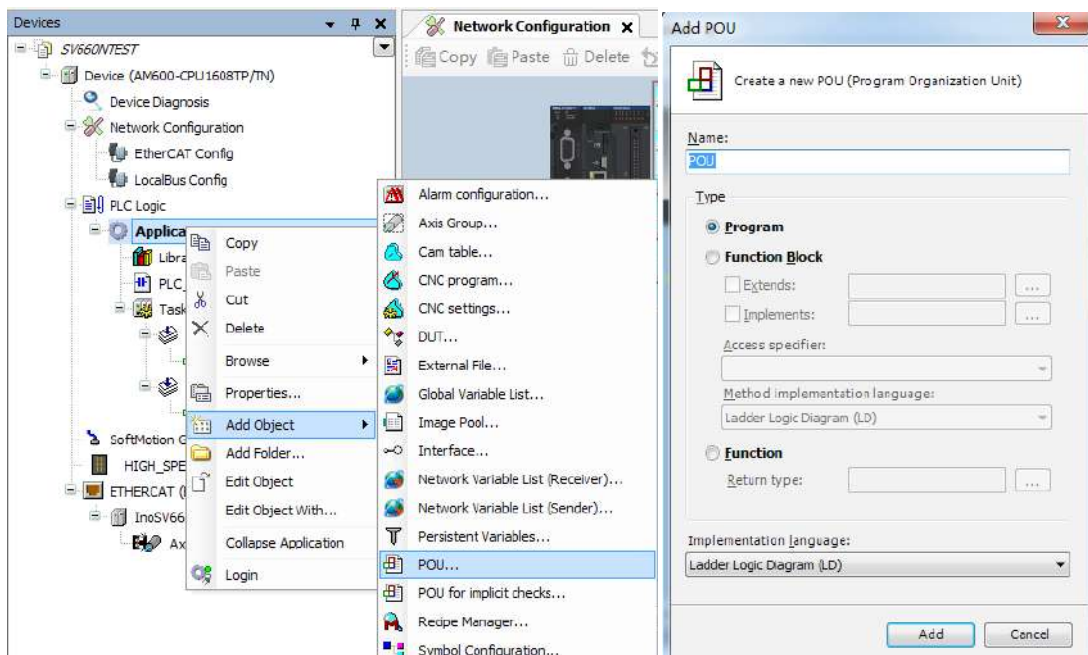 Devices
SV660NTEST
Device (AM600-CPU1608TP/TN)
Device Diagnosis
Network Configuration
EtherCAT Config
LocalBus Config
PLC Logic
Applica
Libra
PLC_
Task
SoftMotion G
HIGH_SPE
ETHERCAT (
InoSV66
Ax
Copy
Paste
Cut
Delete
Browse
Properties...
Add Object
Add Folder...
Edit Object
Edit Object With...
Collapse Application
Login
Network Configuration
Copy Paste Delete
Alarm configuration...
Axis Group...
Cam table...
CNC program...
CNC settings...
DUT...
External File...
Global Variable List...
Image Pool...
Interface...
Network Variable List (Receiver)...
Network Variable List (Sender)...
Persistent Variables...
POU...
POU for implicit checks...
Recipe Manager...
Symbol Configuration...
Add POU
Create a new POU (Program Organization Unit)
Name:
POU
Type
Program
Function Block
Extends:
...
Implements:
...
Access specifier:
Method implementation language:
Ladder Logic Diagram (LD)
Function
Return type:
...
Implementation language:
Ladder Logic Diagram (LD)
Add
Cancel